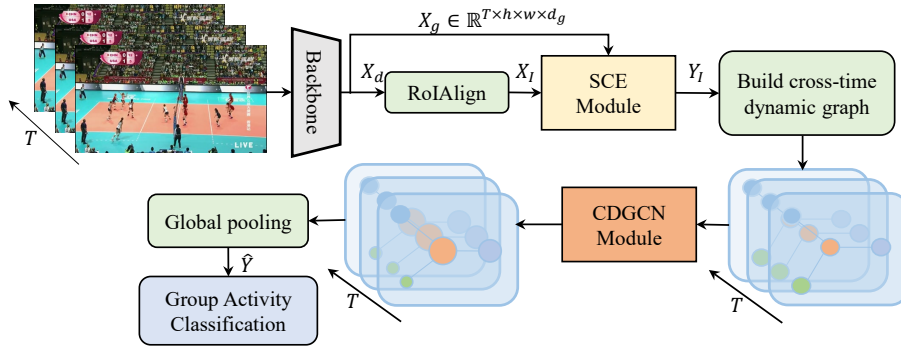 X_g ∈ ℝ^{T×h×w×d_g}
Backbone
X_d
RoIAlign
X_I
SCE
Module
Y_I
Build cross-time
dynamic graph
T
LIVE
Global pooling
CDGCN
Module
Ŷ
T
T
Group Activity
Classification